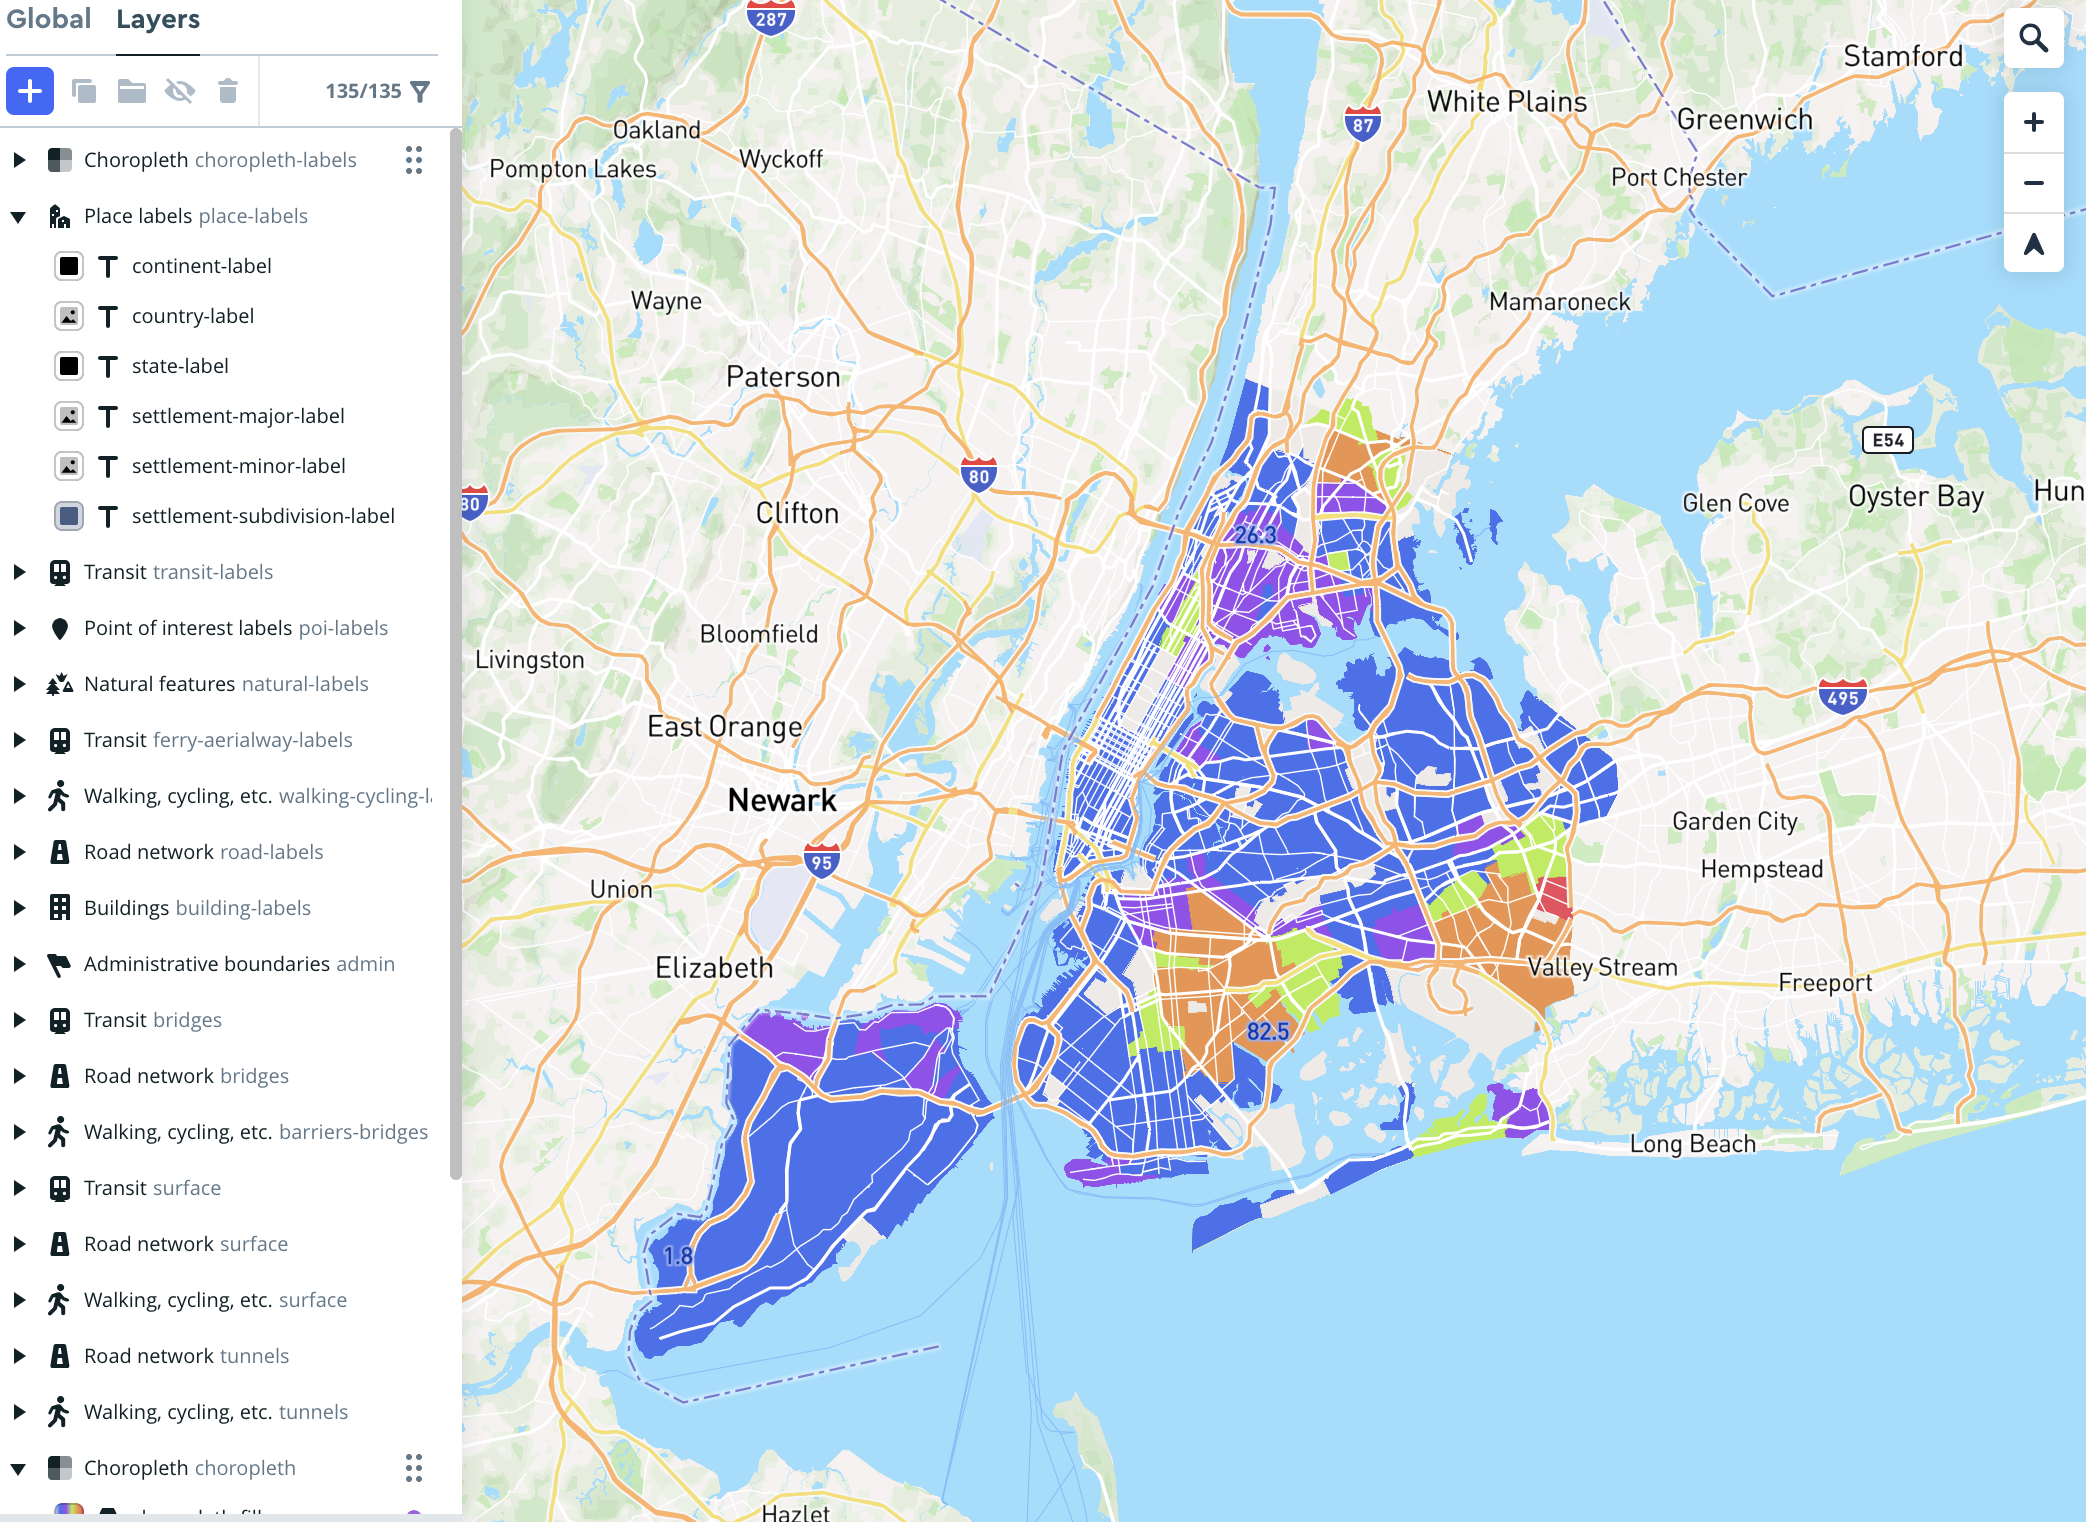 Global Layers
135/135
Choropleth choropleth-labels
Place labels place-labels
continent-label
country-label
state-label
settlement-major-label
settlement-minor-label
settlement-subdivision-label
Transit transit-labels
Point of interest labels poi-labels
Natural features natural-labels
Transit ferry-aerialway-labels
Walking, cycling, etc. walking-cycling-la
Road network road-labels
Buildings building-labels
Administrative boundaries admin
Transit bridges
Road network bridges
Walking, cycling, etc. barriers-bridges
Transit surface
Road network surface
Walking, cycling, etc. surface
Road network tunnels
Walking, cycling, etc. tunnels
Choropleth choropleth
287
Stamford
White Plains
87
Greenwich
Oakland
Wyckoff
Pompton Lakes
Port Chester
Wayne
Mamaroneck
Paterson
E54
80
80
Clifton
Glen Cove
Oyster Bay
Hun
26.3
Bloomfield
Livingston
495
East Orange
Newark
Garden City
95
Hempstead
Union
Elizabeth
Valley Stream
Freeport
82.5
Long Beach
1.8
Hazlet